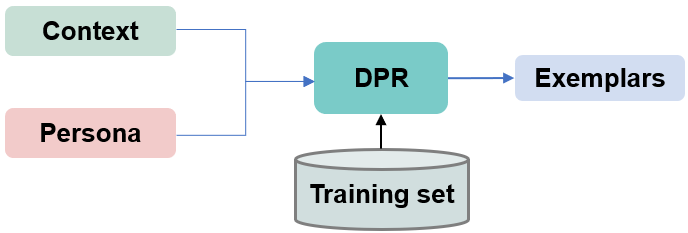 Context
DPR
Exemplars
Persona
Training set